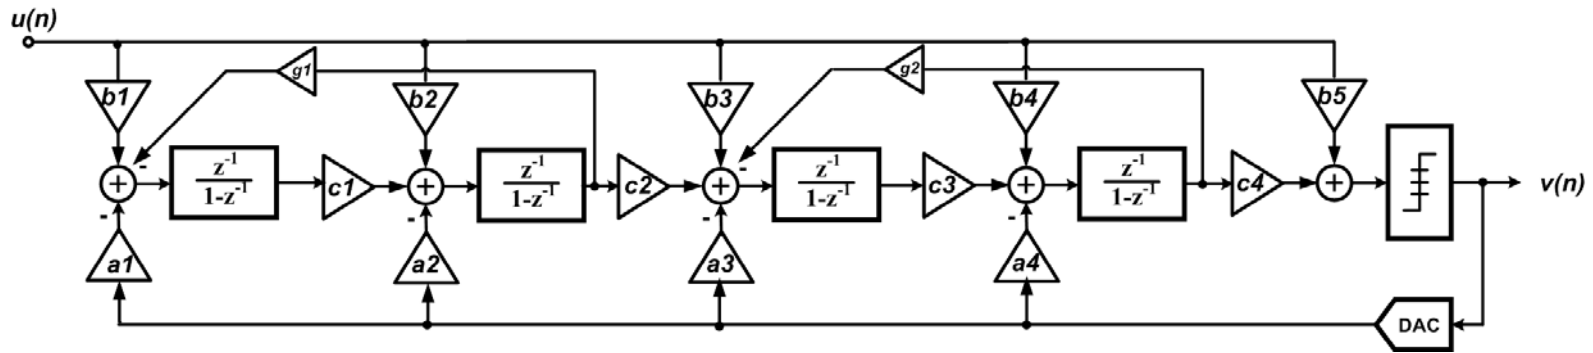 u(n)
g1
g2
b1
b2
b3
b4
b5
-
-
z⁻¹
1-z⁻¹
c1
z⁻¹
1-z⁻¹
c2
z⁻¹
1-z⁻¹
c3
z⁻¹
1-z⁻¹
c4
v(n)
+
+
+
+
+
-
-
-
-
a1
a2
a3
a4
DAC